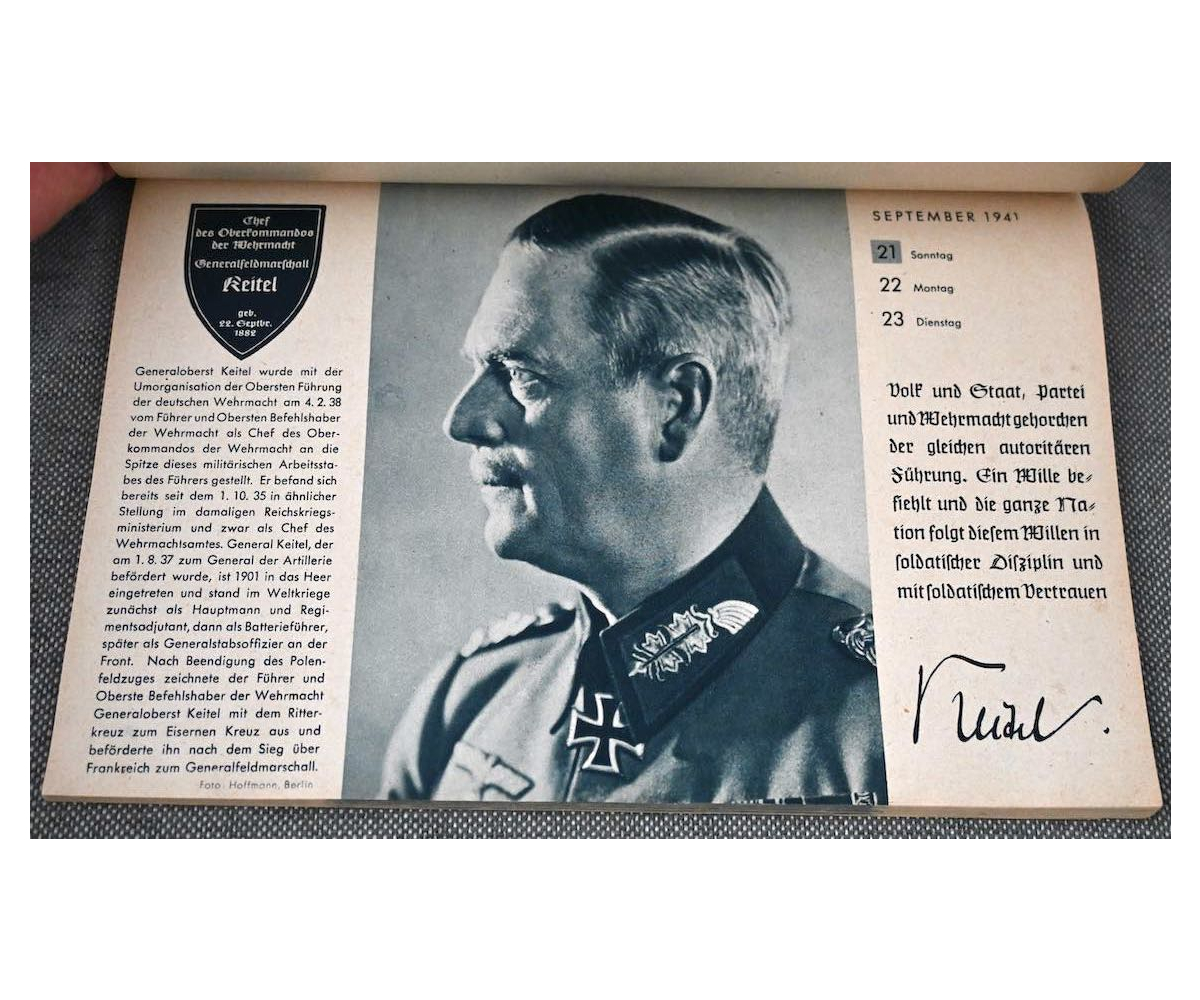 Chef
des Oberkommandos
der Wehrmacht
Generalfeldmarschall
Keitel
geb.
22. Septbr.
1882
Generaloberst Keitel wurde mit der
Umorganisation der Obersten Führung
der deutschen Wehrmacht am 4. 2. 38
vom Führer und Obersten Befehlshaber
der Wehrmacht als Chef des Ober-
kommandos der Wehrmacht an die
Spitze dieses militärischen Arbeitssta-
bes des Führers gestellt. Er befand sich
bereits seit dem 1. 10. 35 in ähnlicher
Stellung im damaligen Reichskriegs-
ministerium und zwar als Chef des
Wehrmachtsamtes. General Keitel, der
am 1. 8. 37 zum General der Artillerie
befördert wurde, ist 1901 in das Heer
eingetreten und stand im Weltkriege
zunächst als Hauptmann und Regi-
mentsadjutant, dann als Batterieführer,
später als Generalstabsoffizier an der
Front. Nach Beendigung des Polen-
feldzuges zeichnete der Führer und
Oberste Befehlshaber der Wehrmacht
Generaloberst Keitel mit dem Ritter-
kreuz zum Eisernen Kreuz aus und
beförderte ihn nach dem Sieg über
Frankreich zum Generalfeldmarschall.
Foto: Hoffmann, Berlin
SEPTEMBER 1941
21 Sonntag
22 Montag
23 Dienstag
Volk und Staat, Partei
und Wehrmacht gehorchen
der gleichen autoritären
Führung. Ein Wille be-
fiehlt und die ganze Na-
tion folgt diesem Willen in
soldatischer Disziplin und
mit soldatischem Vertrauen
Keitel.